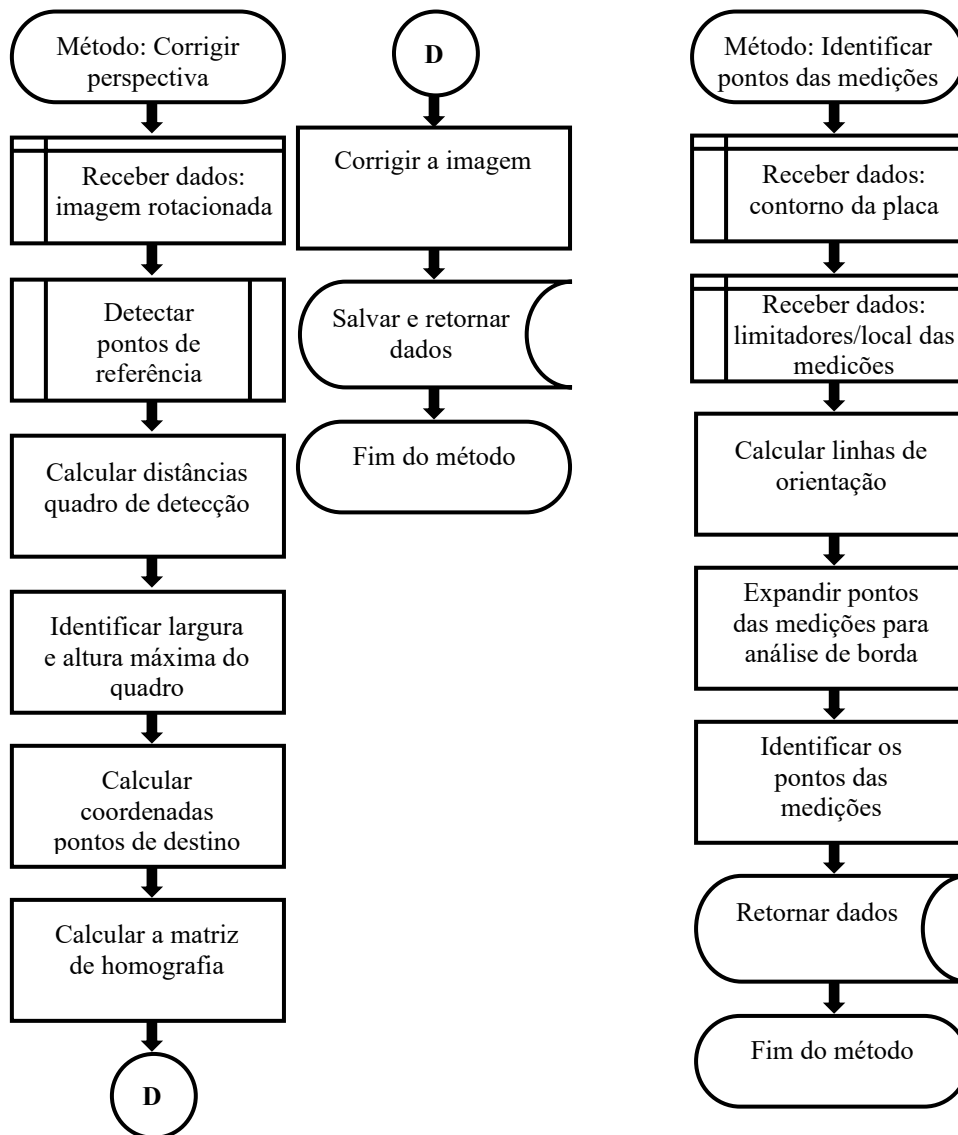 Método: Corrigir
perspectiva
Receber dados:
imagem rotacionada
Detectar
pontos de
referência
Calcular distâncias
quadro de detecção
Identificar largura
e altura máxima do
quadro
Calcular
coordenadas
pontos de destino
Calcular a matriz
de homografia
D
D
Corrigir a imagem
Salvar e retornar
dados
Fim do método
Método: Identificar
pontos das medições
Receber dados:
contorno da placa
Receber dados:
limitadores/local das
medicões
Calcular linhas de
orientação
Expandir pontos
das medições para
análise de borda
Identificar os
pontos das
medições
Retornar dados
Fim do método